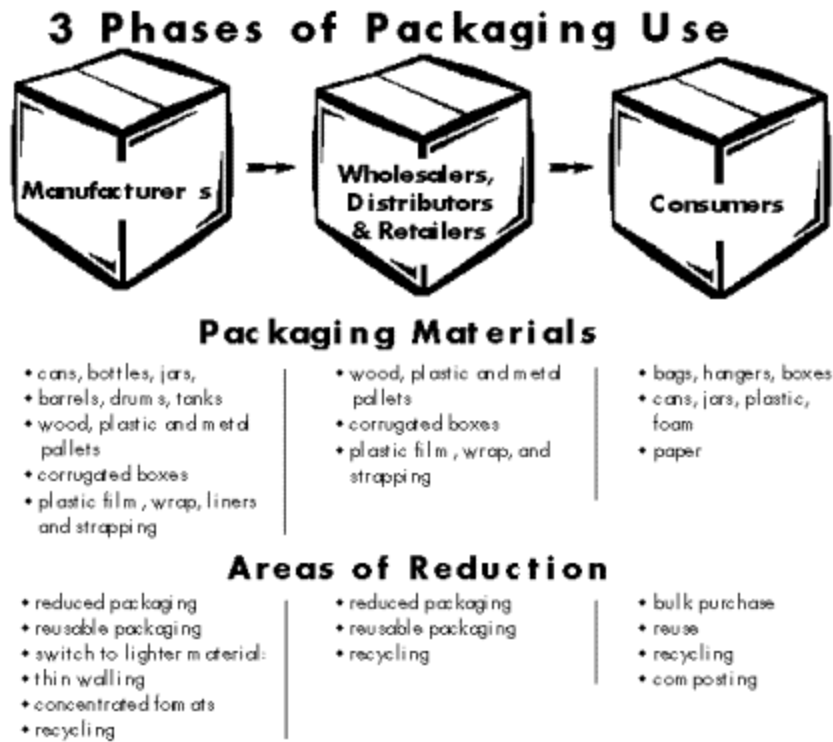 3 Phases of Packaging Use
Manufacturers
Wholesalers,
Distributors
& Retailers
Consumers
Packaging Materials
• cans, bottles, jars,
• barrels, drums, tanks
• wood, plastic and metal
pallets
• corrugated boxes
• plastic film, wrap, liners
and strapping
• wood, plastic and metal
pallets
• corrugated boxes
• plastic film, wrap, and
strapping
• bags, hangers, boxes
• cans, jars, plastic,
foam
• paper
Areas of Reduction
• reduced packaging
• reusable packaging
• switch to lighter material:
• thin walling
• concentrated fomats
• recycling
• reduced packaging
• reusable packaging
• recycling
• bulk purchase
• reuse
• recycling
• composting